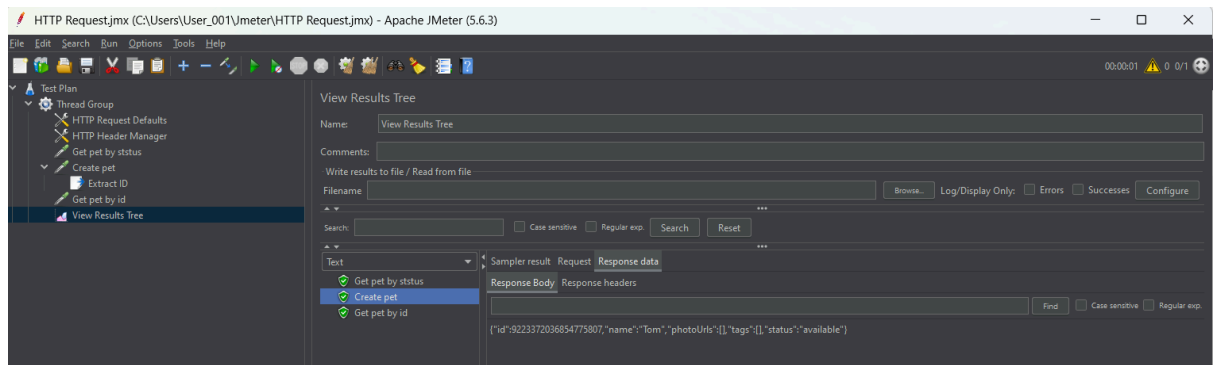 HTTP Request.jmx (C:\Users\User_001\Jmeter\HTTP Request.jmx) - Apache JMeter (5.6.3)
File Edit Search Run Options Tools Help
00:00:01 0 0/1
Test Plan
Thread Group
HTTP Request Defaults
HTTP Header Manager
Get pet by ststus
Create pet
Extract ID
Get pet by id
View Results Tree
View Results Tree
Name: View Results Tree
Comments:
Write results to file / Read from file
Filename Browse... Log/Display Only: Errors Successes Configure
Search: Case sensitive Regular exp. Search Reset
Text
Get pet by ststus
Create pet
Get pet by id
Sampler result Request Response data
Response Body Response headers
Find Case sensitive Regular exp.
{"id":9223372036854775807,"name":"Tom","photoUrls":[],"tags":[],"status":"available"}